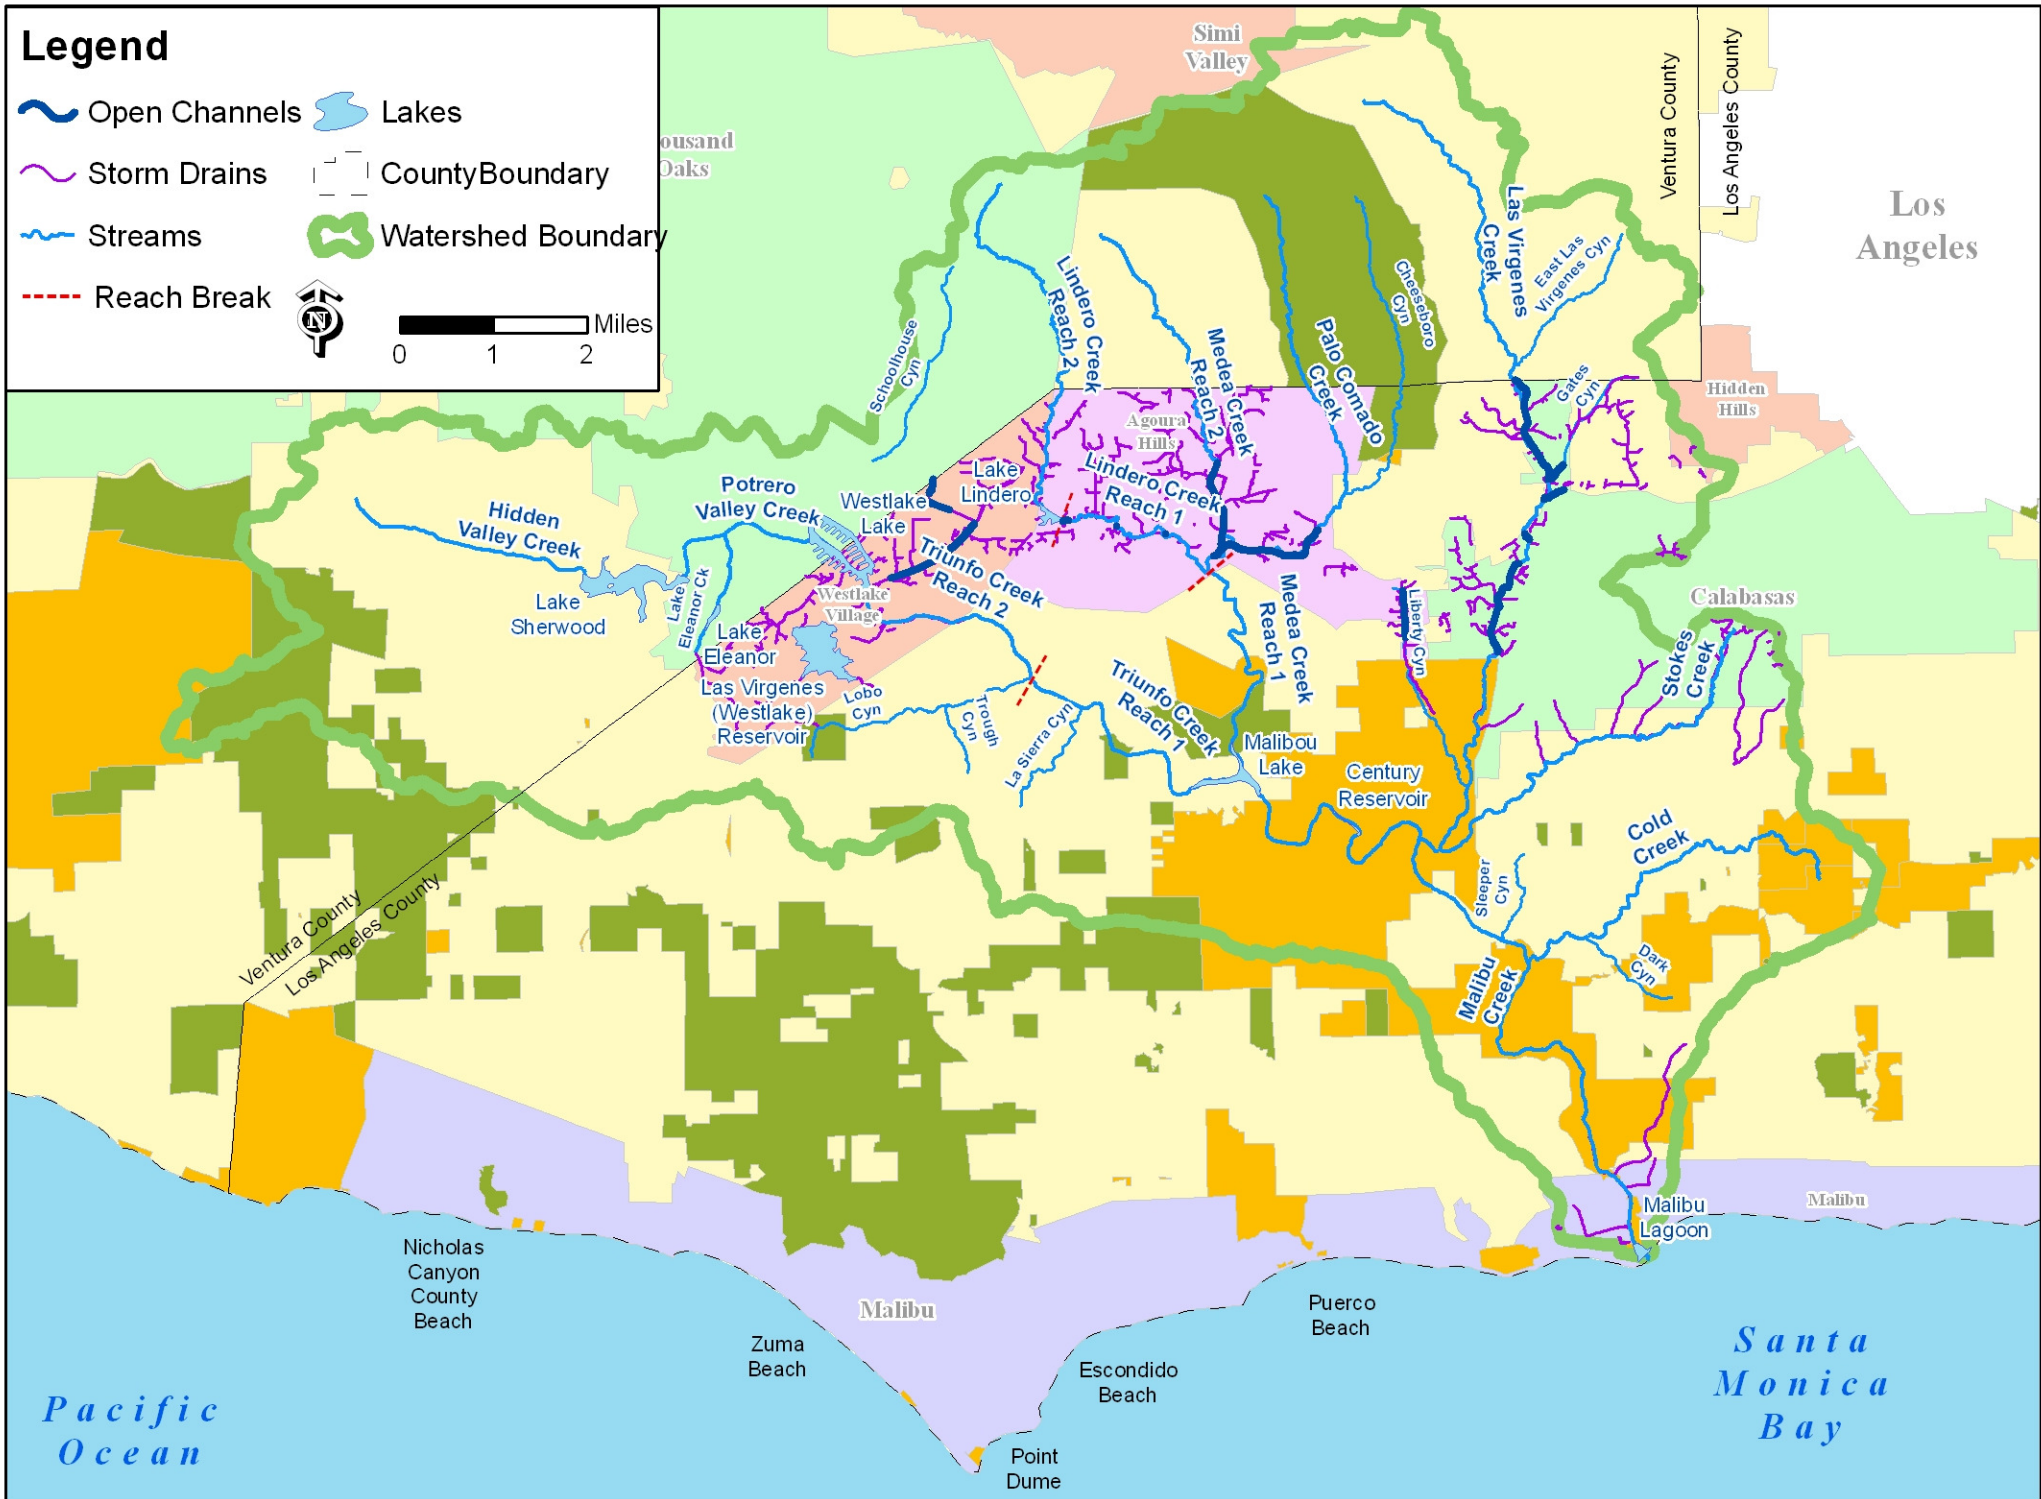 Legend
Open Channels
Lakes
Storm Drains
CountyBoundary
Streams
Watershed Boundary
Reach Break
N
Miles
0 1 2
Simi
Valley
ousand
Oaks
Ventura County
Los Angeles County
Los
Angeles
Las Virgenes
Creek
East Las
Virgenes Cyn
Cheeseboro
Cyn
Lindero Creek
Reach 2
Schoolhouse
Cyn
Medea Creek
Reach 2
Palo Comado
Creek
Gates
Cyn
Hidden
Hills
Agoura
Hills
Lake
Lindero
Lindero Creek
Reach 1
Potrero
Valley Creek
Westlake
Lake
Hidden
Valley Creek
Triunfo Creek
Reach 2
Lake
Sherwood
Lake
Eleanor Ck
Westlake
Village
Lake
Eleanor
Las Virgenes
(Westlake)
Reservoir
Lobo
Cyn
Trough
Cyn
La Sierra Cyn
Triunfo Creek
Reach 1
Medea Creek
Reach 1
Liberty Cyn
Calabasas
Stokes
Creek
Malibou
Lake
Century
Reservoir
Cold
Creek
Sleeper
Cyn
Dark
Cyn
Malibu
Creek
Ventura County
Los Angeles County
Malibu
Lagoon
Malibu
Nicholas
Canyon
County
Beach
Malibu
Puerco
Beach
Zuma
Beach
Escondido
Beach
Point
Dume
Pacific
Ocean
Santa
Monica
Bay